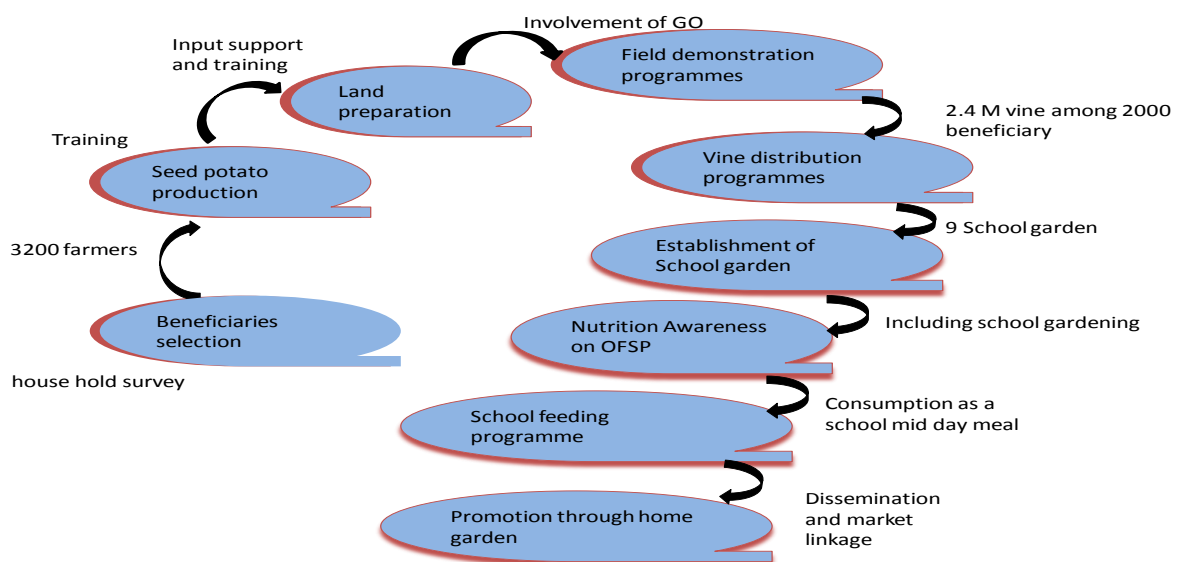 Involvement of GO
Field demonstration
programmes
Input support
and training
Land
preparation
2.4 M vine among 2000
beneficiary
Training
Vine distribution
programmes
Seed potato
production
9 School garden
3200 farmers
Establishment of
School garden
Beneficiaries
selection
Nutrition Awareness
on OFSP
Including school gardening
house hold survey
School feeding
programme
Consumption as a
school mid day meal
Promotion through home
garden
Dissemination
and market
linkage